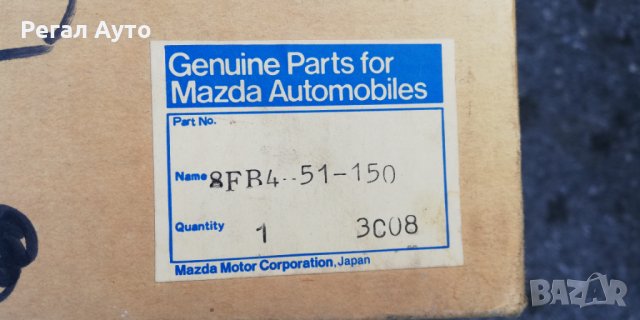 Регал Ауто
Genuine Parts for
Mazda Automobiles
Part No.
Name 8FB4-51-150
Quantity 1 3C08
Mazda Motor Corporation, Japan
BAZAR